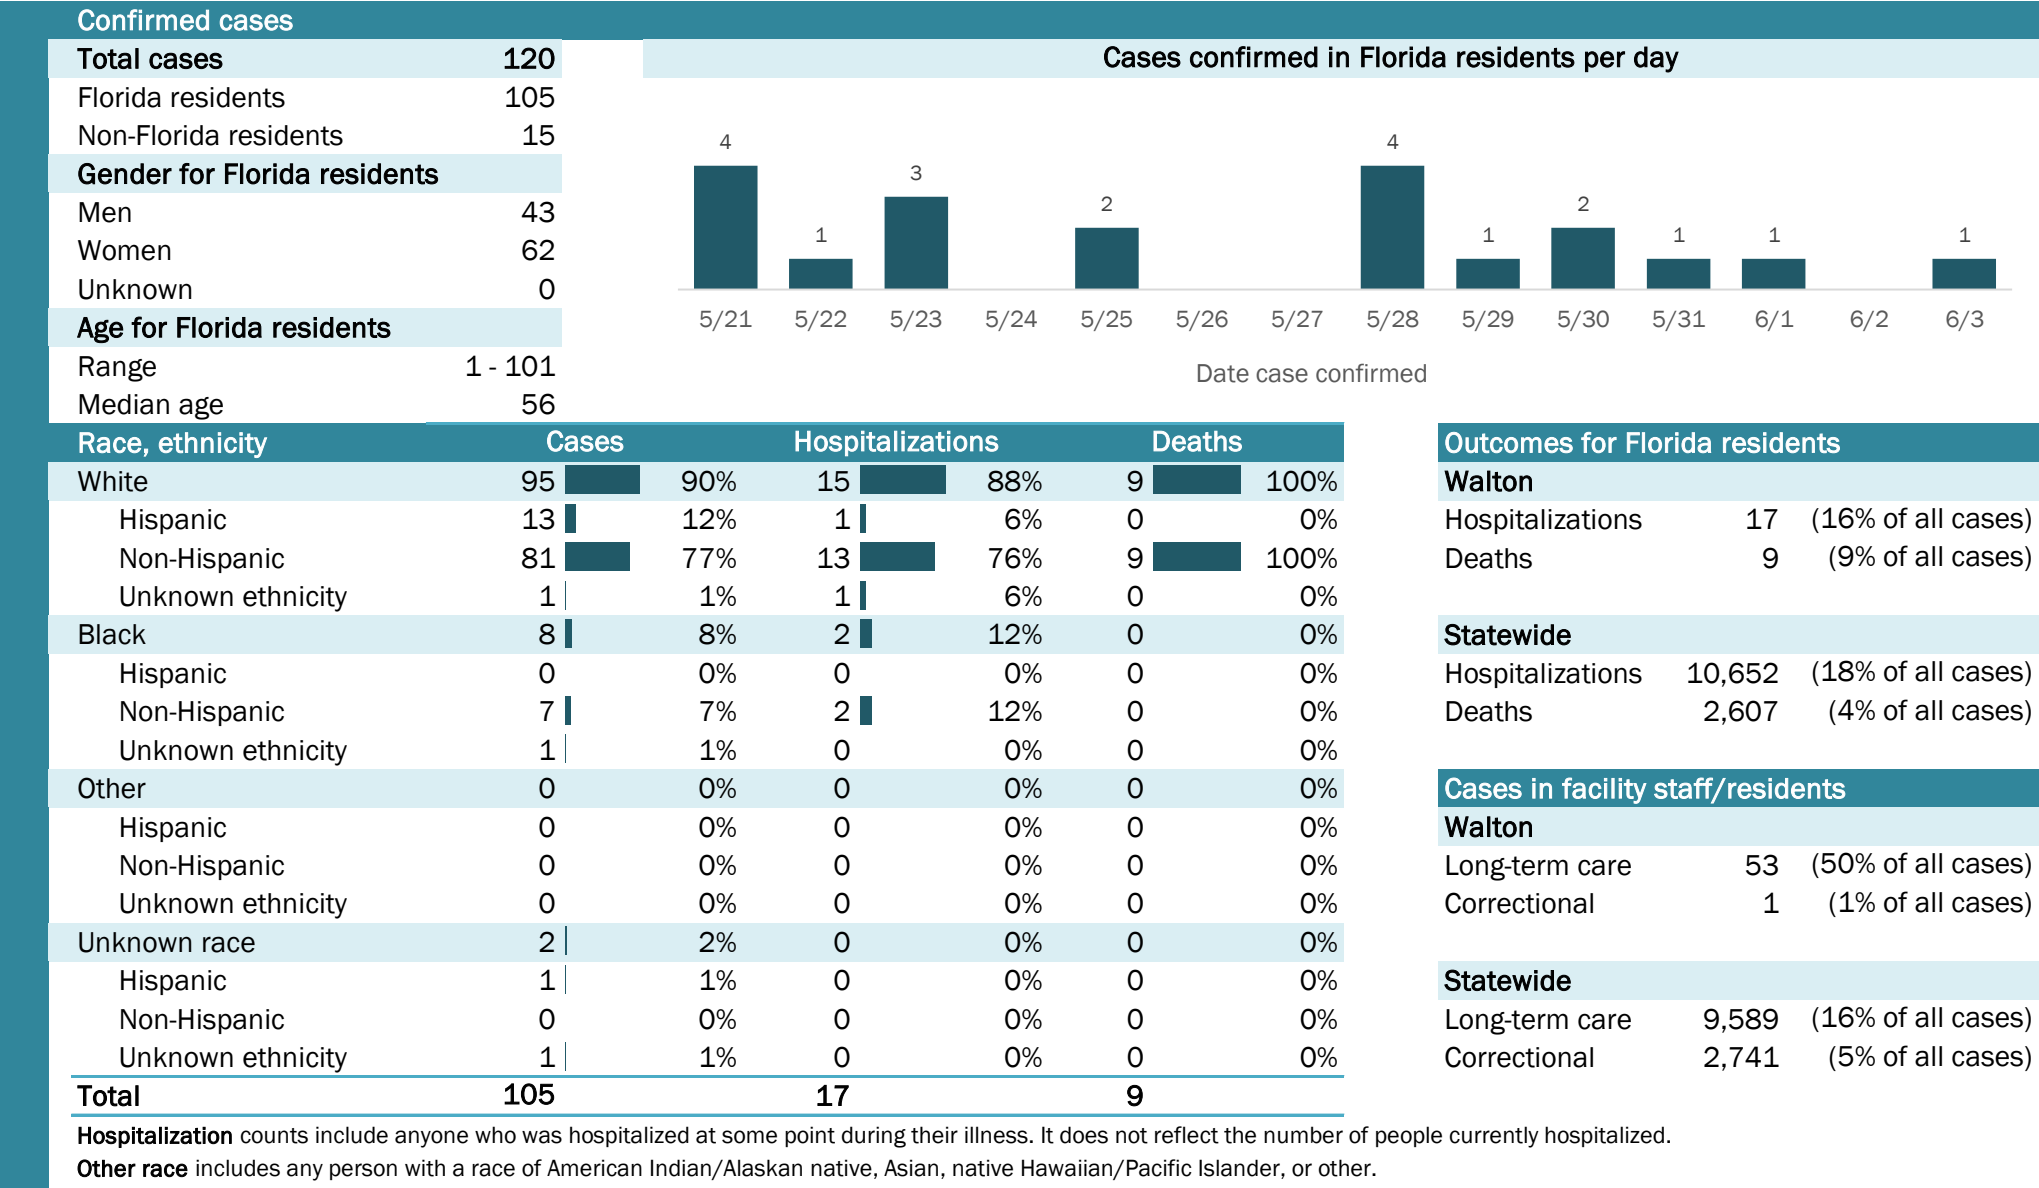 Confirmed cases
Total cases 120
Florida residents 105
Non-Florida residents 15
Gender for Florida residents
Men 43
Women 62
Unknown 0
Age for Florida residents
Range 1 - 101
Median age 56
Cases confirmed in Florida residents per day
4 1 3 2 4 1 2 1 1 1
5/21 5/22 5/23 5/24 5/25 5/26 5/27 5/28 5/29 5/30 5/31 6/1 6/2 6/3
Date case confirmed
Race, ethnicity Cases Hospitalizations Deaths
White 95 90% 15 88% 9 100%
Hispanic 13 12% 1 6% 0 0%
Non-Hispanic 81 77% 13 76% 9 100%
Unknown ethnicity 1 1% 1 6% 0 0%
Black 8 8% 2 12% 0 0%
Hispanic 0 0% 0 0% 0 0%
Non-Hispanic 7 7% 2 12% 0 0%
Unknown ethnicity 1 1% 0 0% 0 0%
Other 0 0% 0 0% 0 0%
Hispanic 0 0% 0 0% 0 0%
Non-Hispanic 0 0% 0 0% 0 0%
Unknown ethnicity 0 0% 0 0% 0 0%
Unknown race 2 2% 0 0% 0 0%
Hispanic 1 1% 0 0% 0 0%
Non-Hispanic 0 0% 0 0% 0 0%
Unknown ethnicity 1 1% 0 0% 0 0%
Total 105 17 9
Outcomes for Florida residents
Walton
Hospitalizations 17 (16% of all cases)
Deaths 9 (9% of all cases)
Statewide
Hospitalizations 10,652 (18% of all cases)
Deaths 2,607 (4% of all cases)
Cases in facility staff/residents
Walton
Long-term care 53 (50% of all cases)
Correctional 1 (1% of all cases)
Statewide
Long-term care 9,589 (16% of all cases)
Correctional 2,741 (5% of all cases)
Hospitalization counts include anyone who was hospitalized at some point during their illness. It does not reflect the number of people currently hospitalized.
Other race includes any person with a race of American Indian/Alaskan native, Asian, native Hawaiian/Pacific Islander, or other.